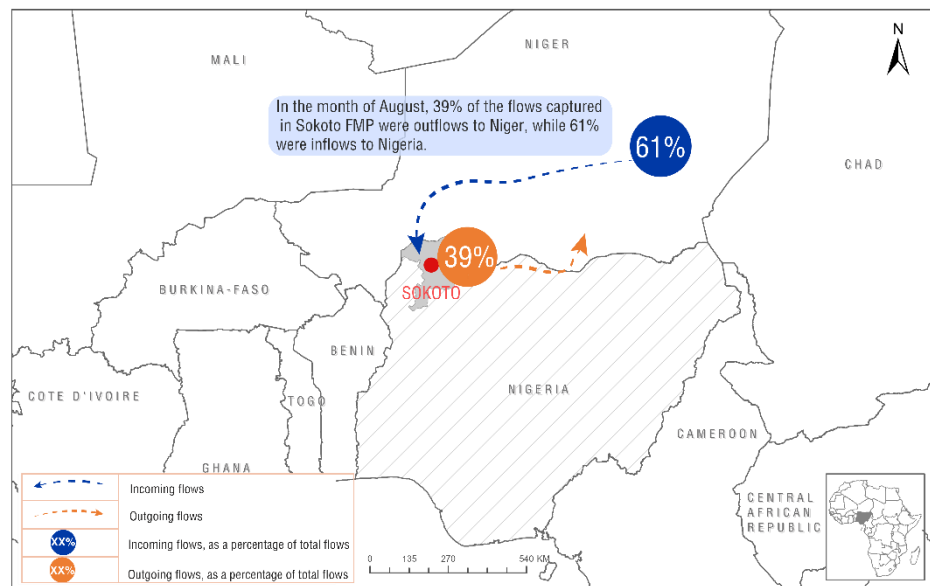 N
NIGER
MALI
In the month of August, 39% of the flows captured
in Sokoto FMP were outflows to Niger, while 61%
were inflows to Nigeria.
61%
CHAD
39%
SOKOTO
BURKINA-FASO
BENIN
NIGERIA
COTE D'IVOIRE
TOGO
CAMEROON
GHANA
Incoming flows
Outgoing flows
XX%
Incoming flows, as a percentage of total flows
XX%
Outgoing flows, as a percentage of total flows
0 135 270 540 KM
CENTRAL
AFRICAN
REPUBLIC